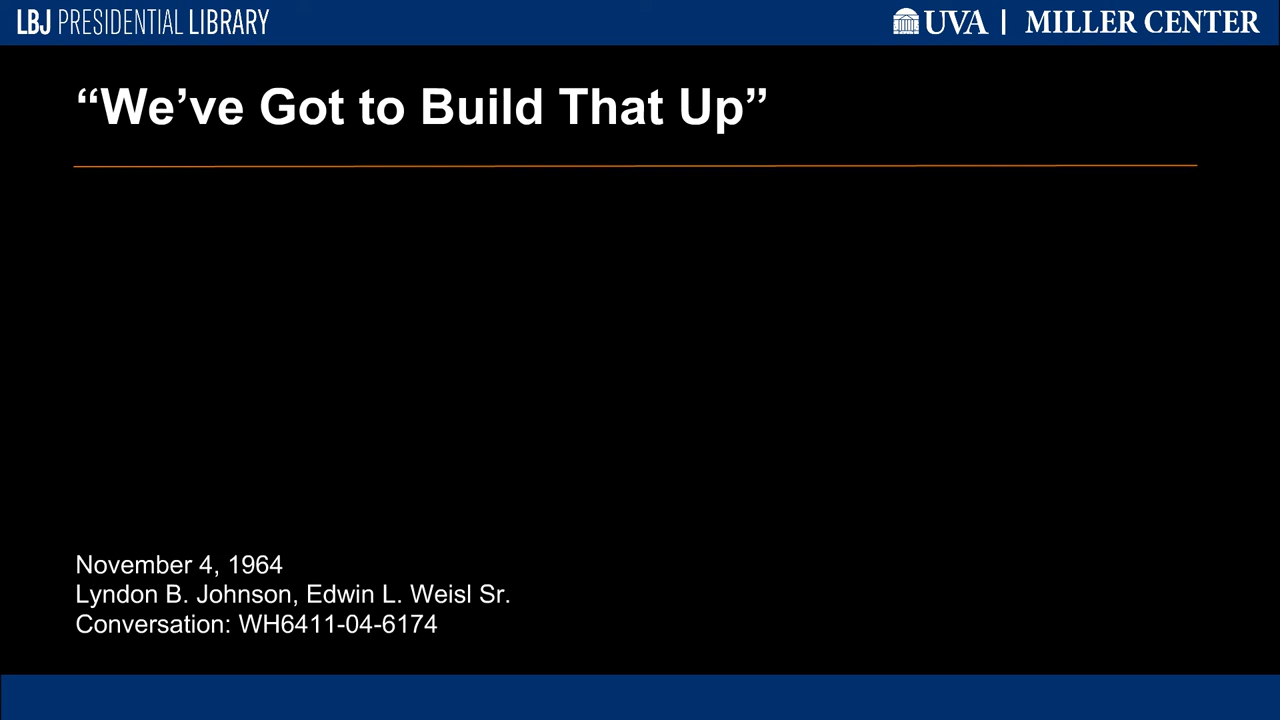 LBJ PRESIDENTIAL LIBRARY
UVA | MILLER CENTER
“We’ve Got to Build That Up”
November 4, 1964
Lyndon B. Johnson, Edwin L. Weisl Sr.
Conversation: WH6411-04-6174